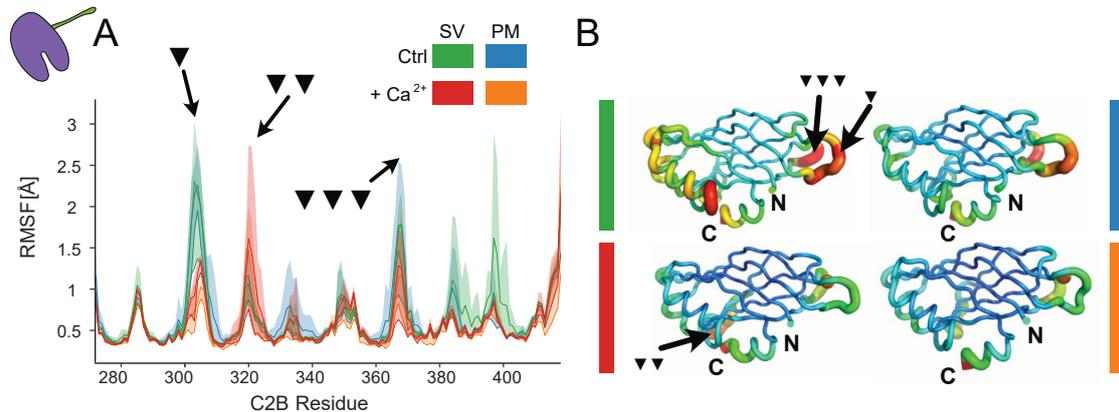 A
B
SV PM
Ctrl
+ Ca2+
3
2.5
2
1.5
1
0.5
RMSF[Å]
280 300 320 340 360 380 400
C2B Residue
N
C
N
C
N
C
N
C